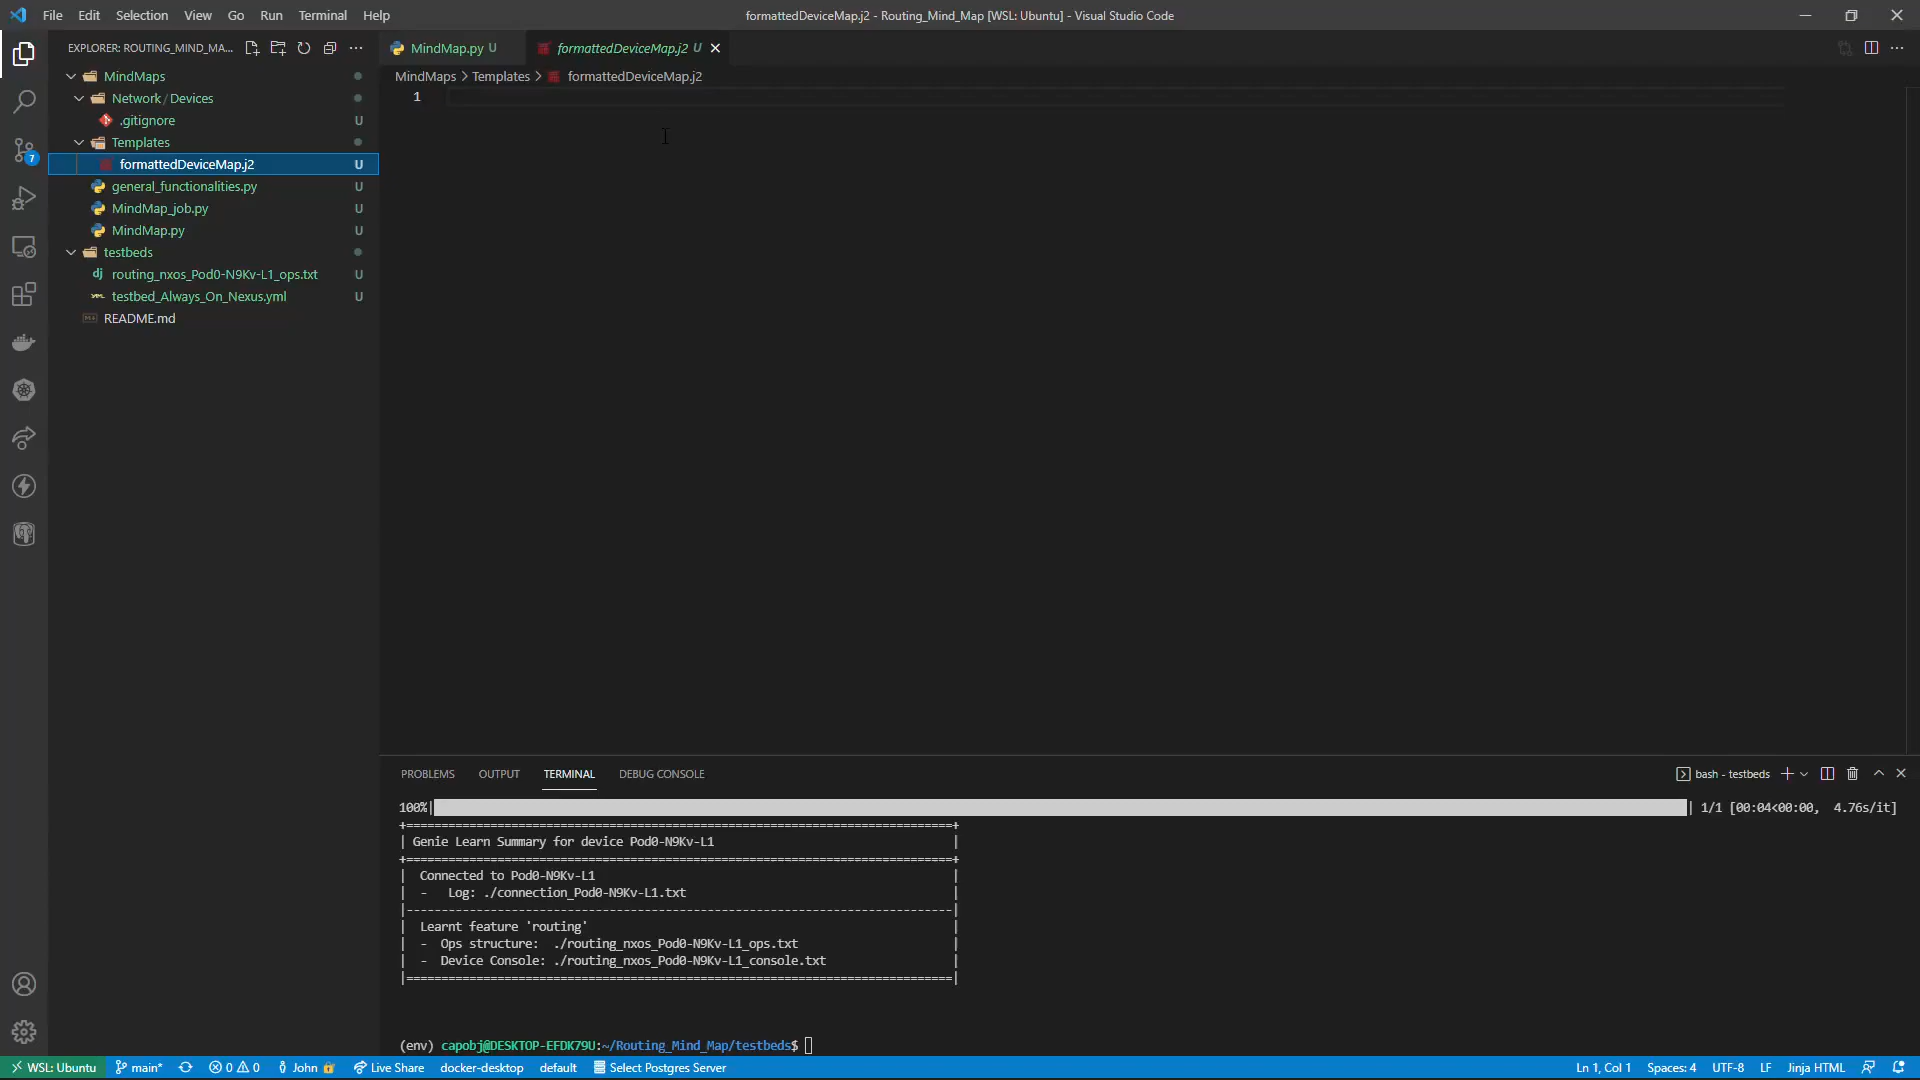 File Edit Selection View Go Run Terminal Help
formattedDeviceMap.j2 - Routing_Mind_Map [WSL: Ubuntu] - Visual Studio Code
EXPLORER: ROUTING_MIND_MA...
MindMaps
Network / Devices
.gitignore U
Templates
formattedDeviceMap.j2 U
general_functionalities.py U
MindMap_job.py U
MindMap.py U
testbeds
dj routing_nxos_Pod0-N9Kv-L1_ops.txt U
testbed_Always_On_Nexus.yml U
README.md
7
MindMap.py U
formattedDeviceMap.j2 U
MindMaps > Templates > formattedDeviceMap.j2
1
PROBLEMS OUTPUT TERMINAL DEBUG CONSOLE
bash - testbeds
100%| | 1/1 [00:04<00:00, 4.76s/it]
+==============================================================================+
| Genie Learn Summary for device Pod0-N9Kv-L1 |
+==============================================================================+
| Connected to Pod0-N9Kv-L1 |
| - Log: ./connection_Pod0-N9Kv-L1.txt |
|------------------------------------------------------------------------------|
| Learnt feature 'routing' |
| - Ops structure: ./routing_nxos_Pod0-N9Kv-L1_ops.txt |
| - Device Console: ./routing_nxos_Pod0-N9Kv-L1_console.txt |
|==============================================================================|
(env) capobj@DESKTOP-EFDK79U:~/Routing_Mind_Map/testbeds$
WSL: Ubuntu main* 0 0 John Live Share docker-desktop default Select Postgres Server
Ln 1, Col 1 Spaces: 4 UTF-8 LF Jinja HTML